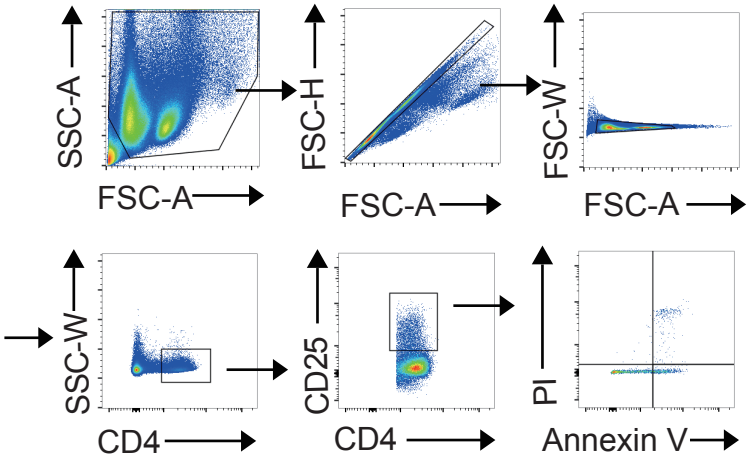 SSC-A
FSC-A
FSC-H
FSC-A
FSC-W
FSC-A
SSC-W
CD4
CD25
CD4
PI
Annexin V